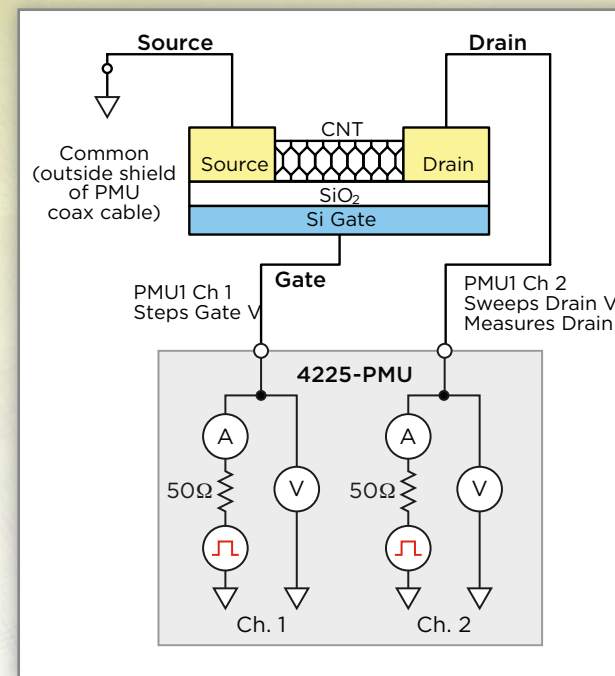 Source
Drain
Common
(outside shield
of PMU
coax cable)
CNT
Source
Drain
SiO₂
Si Gate
Gate
PMU1 Ch 1
Steps Gate V
PMU1 Ch 2
Sweeps Drain V
Measures Drain
4225-PMU
A
50Ω
V
A
50Ω
V
Ch. 1
Ch. 2